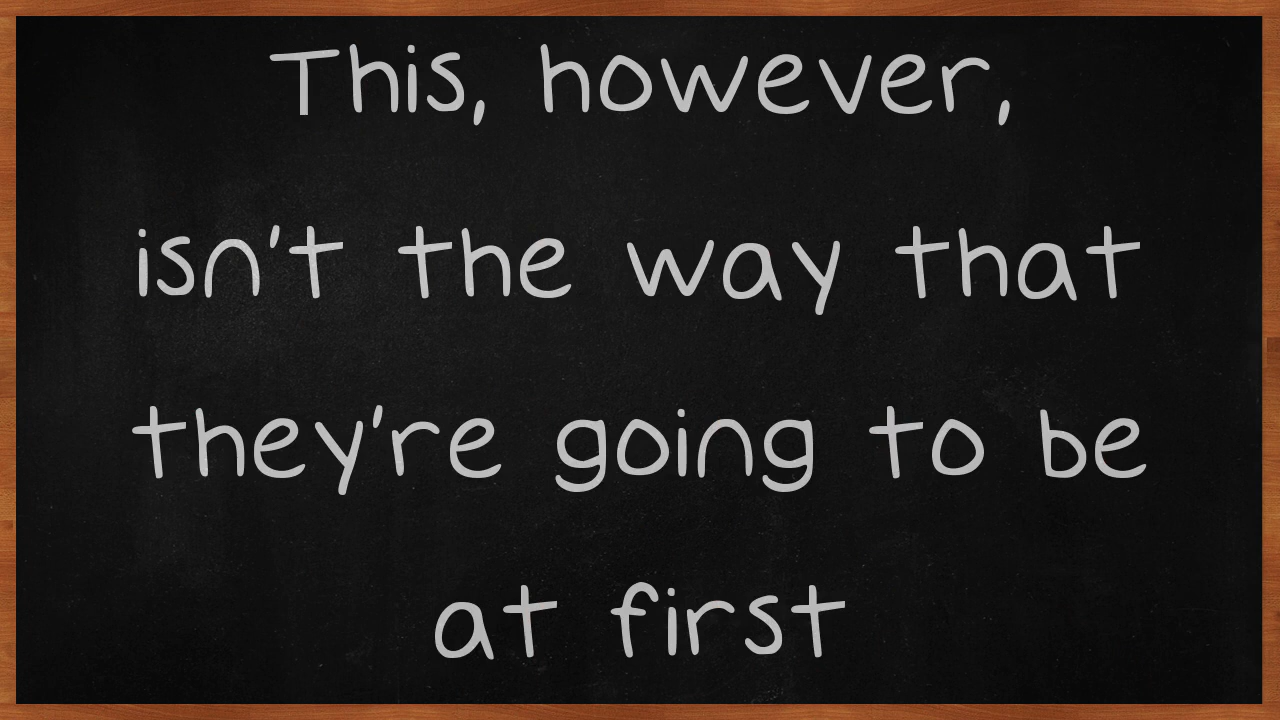 This, however,
isn't the way that
they're going to be
at first